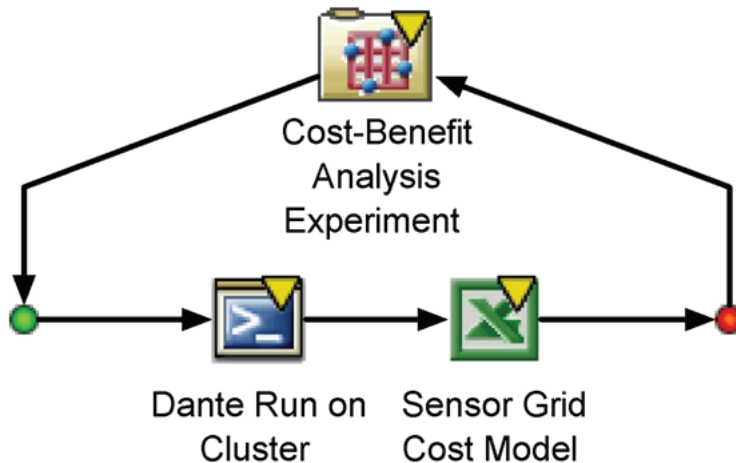 Cost-Benefit
Analysis
Experiment
Dante Run on
Cluster
Sensor Grid
Cost Model